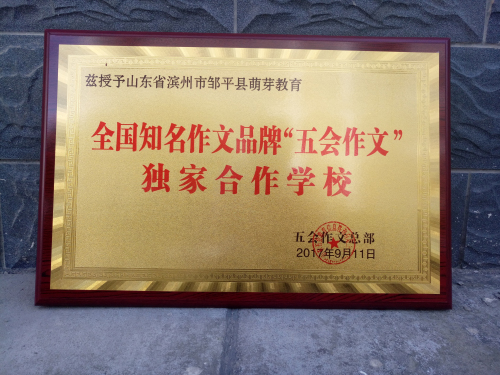 兹授予山东省滨州市邹平县萌芽教育
全国知名作文品牌“五会作文”
独家合作学校
五会作文总部
2017年9月11日